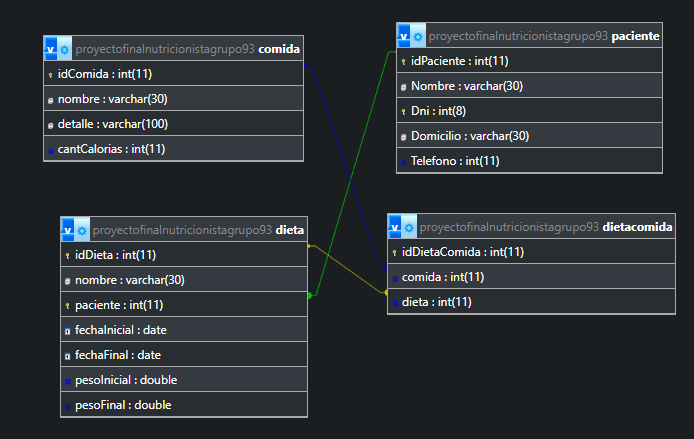 proyectofinalnutricionistagrupo93 comida
idComida : int(11)
nombre : varchar(30)
detalle : varchar(100)
cantCalorias : int(11)
proyectofinalnutricionistagrupo93 paciente
idPaciente : int(11)
Nombre : varchar(30)
Dni : int(8)
Domicilio : varchar(30)
Telefono : int(11)
proyectofinalnutricionistagrupo93 dieta
idDieta : int(11)
nombre : varchar(30)
paciente : int(11)
fechaInicial : date
fechaFinal : date
pesoInicial : double
pesoFinal : double
proyectofinalnutricionistagrupo93 dietacomida
idDietaComida : int(11)
comida : int(11)
dieta : int(11)